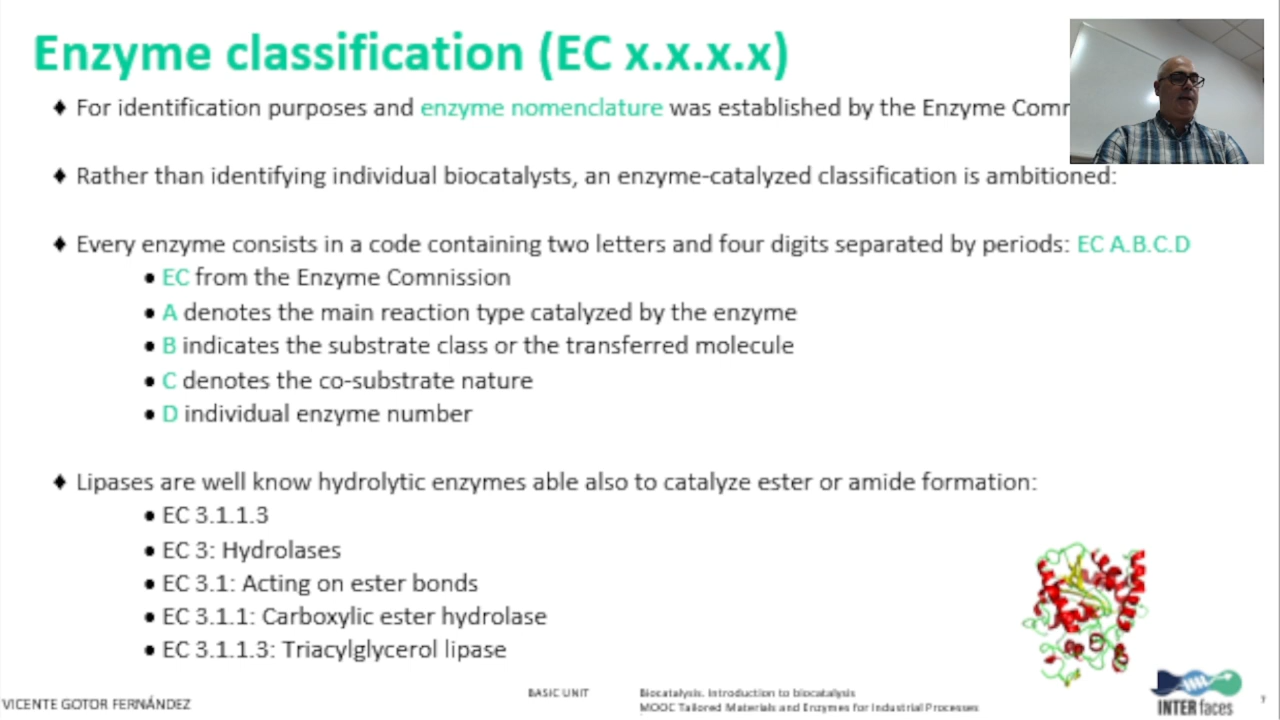 Enzyme classification (EC x.x.x.x)
♦ For identification purposes and enzyme nomenclature was established by the Enzyme Comm
♦ Rather than identifying individual biocatalysts, an enzyme-catalyzed classification is ambitioned:
♦ Every enzyme consists in a code containing two letters and four digits separated by periods: EC A.B.C.D
• EC from the Enzyme Comnission
• A denotes the main reaction type catalyzed by the enzyme
• B indicates the substrate class or the transferred molecule
• C denotes the co-substrate nature
• D individual enzyme number
♦ Lipases are well know hydrolytic enzymes able also to catalyze ester or amide formation:
• EC 3.1.1.3
• EC 3: Hydrolases
• EC 3.1: Acting on ester bonds
• EC 3.1.1: Carboxylic ester hydrolase
• EC 3.1.1.3: Triacylglycerol lipase
VICENTE GOTOR FERNÁNDEZ
BASIC UNIT
Biocatalysis. Introduction to biocatalysis
MOOC Tailored Materials and Enzymes for Industrial Processes
INTERfaces
7